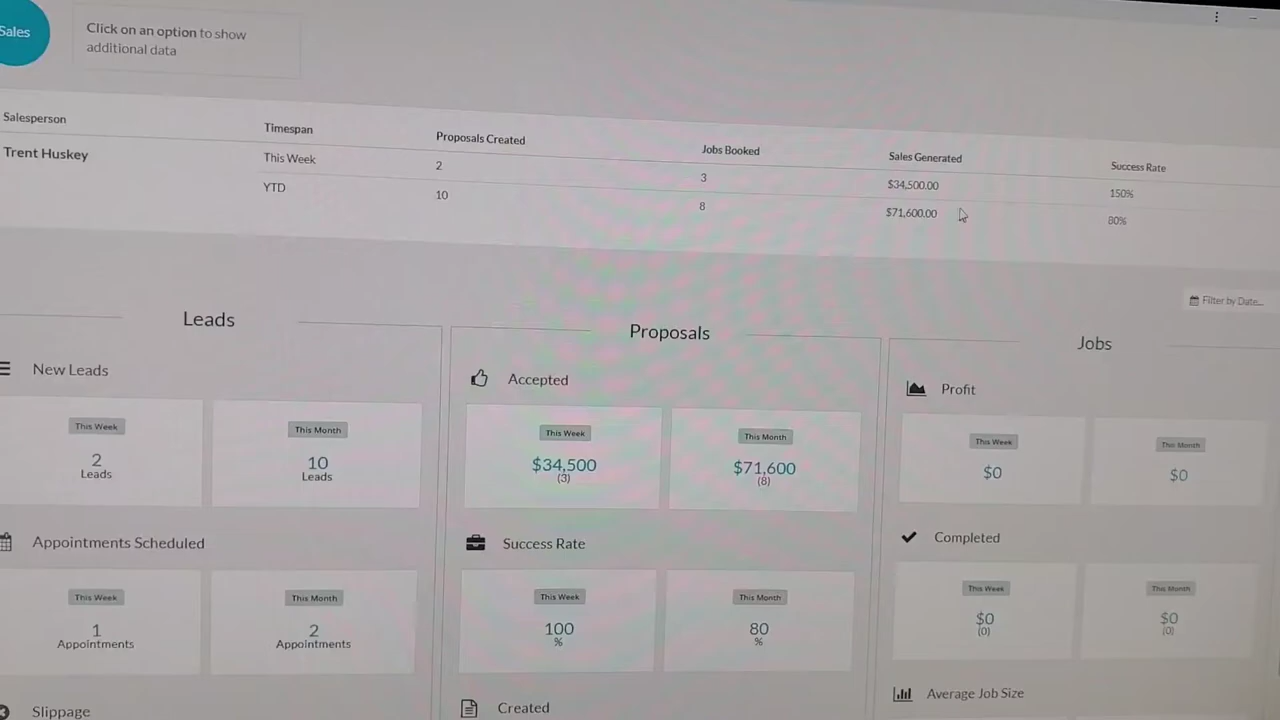 Sales
Click on an option to show
additional data
Salesperson
Timespan
Proposals Created
Jobs Booked
Sales Generated
Success Rate
Trent Huskey
This Week
2
3
$34,500.00
150%
YTD
10
8
$71,600.00
80%
Filter by Date...
Leads
Proposals
Jobs
New Leads
Accepted
Profit
This Week
2
Leads
This Month
10
Leads
This Week
$34,500
(3)
This Month
$71,600
(8)
This Week
$0
This Month
$0
Appointments Scheduled
Success Rate
Completed
This Week
1
Appointments
This Month
2
Appointments
This Week
100
%
This Month
80
%
This Week
$0
(0)
This Month
$0
(0)
Slippage
Created
Average Job Size